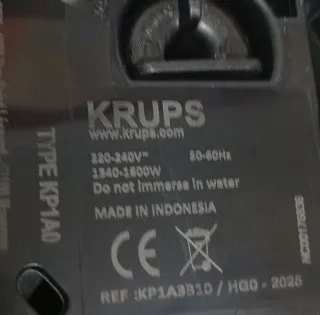 KRUPS
www.krups.com
220-240V~ 50-60Hz
1340-1600W
Do not immerse in water
MADE IN INDONESIA
CE
REF :KP1A3B10 / HGD - 2025
TYPE KP1A0